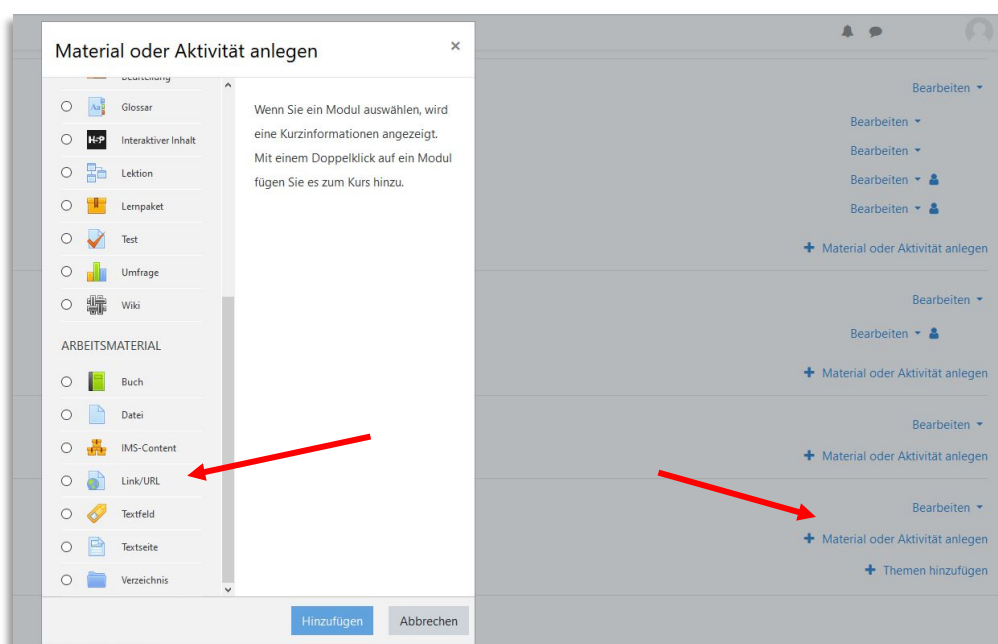 Material oder Aktivität anlegen ×
Beurteilung
Glossar
H-P Interaktiver Inhalt
Lektion
Lernpaket
Test
Umfrage
Wiki
ARBEITSMATERIAL
Buch
Datei
IMS-Content
Link/URL
Textfeld
Textseite
Verzeichnis
Wenn Sie ein Modul auswählen, wird
eine Kurzinformationen angezeigt.
Mit einem Doppelklick auf ein Modul
fügen Sie es zum Kurs hinzu.
Hinzufügen Abbrechen
Bearbeiten
Bearbeiten
Bearbeiten
Bearbeiten
Bearbeiten
+ Material oder Aktivität anlegen
Bearbeiten
Bearbeiten
+ Material oder Aktivität anlegen
Bearbeiten
+ Material oder Aktivität anlegen
Bearbeiten
+ Material oder Aktivität anlegen
+ Themen hinzufügen